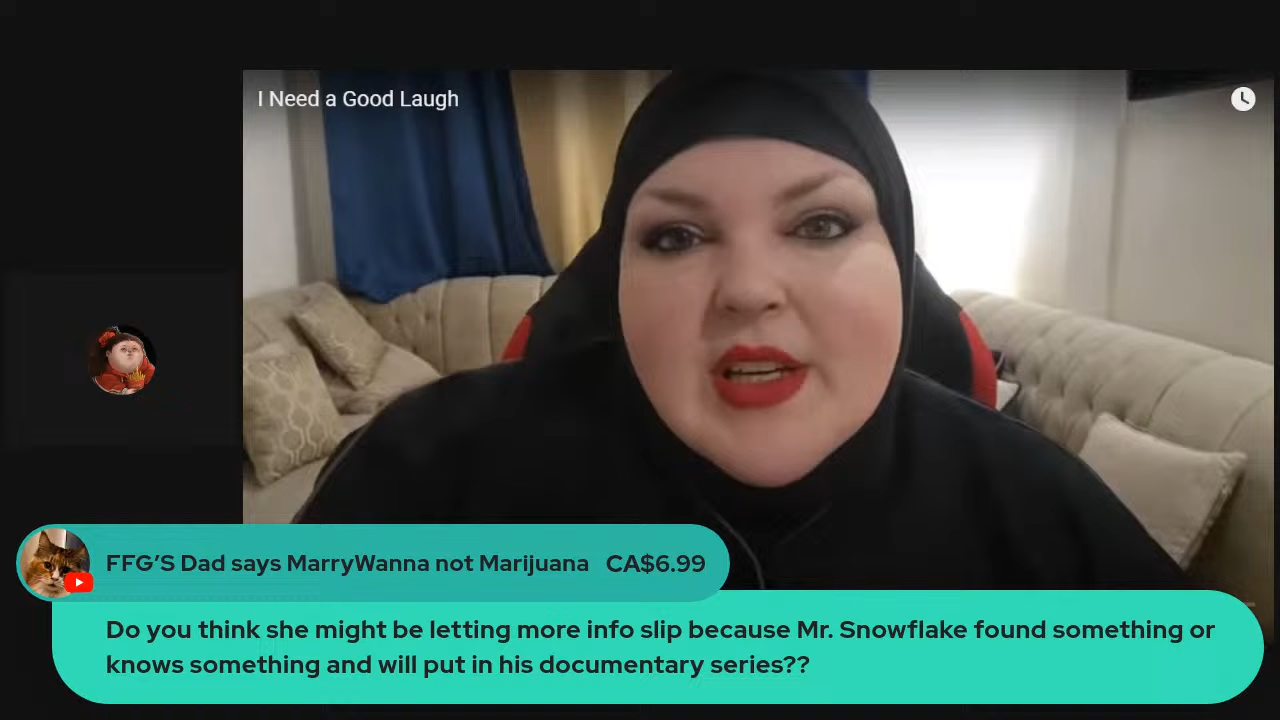 I Need a Good Laugh
FFG’S Dad says MarryWanna not Marijuana CA$6.99
Do you think she might be letting more info slip because Mr. Snowflake found something or
knows something and will put in his documentary series??